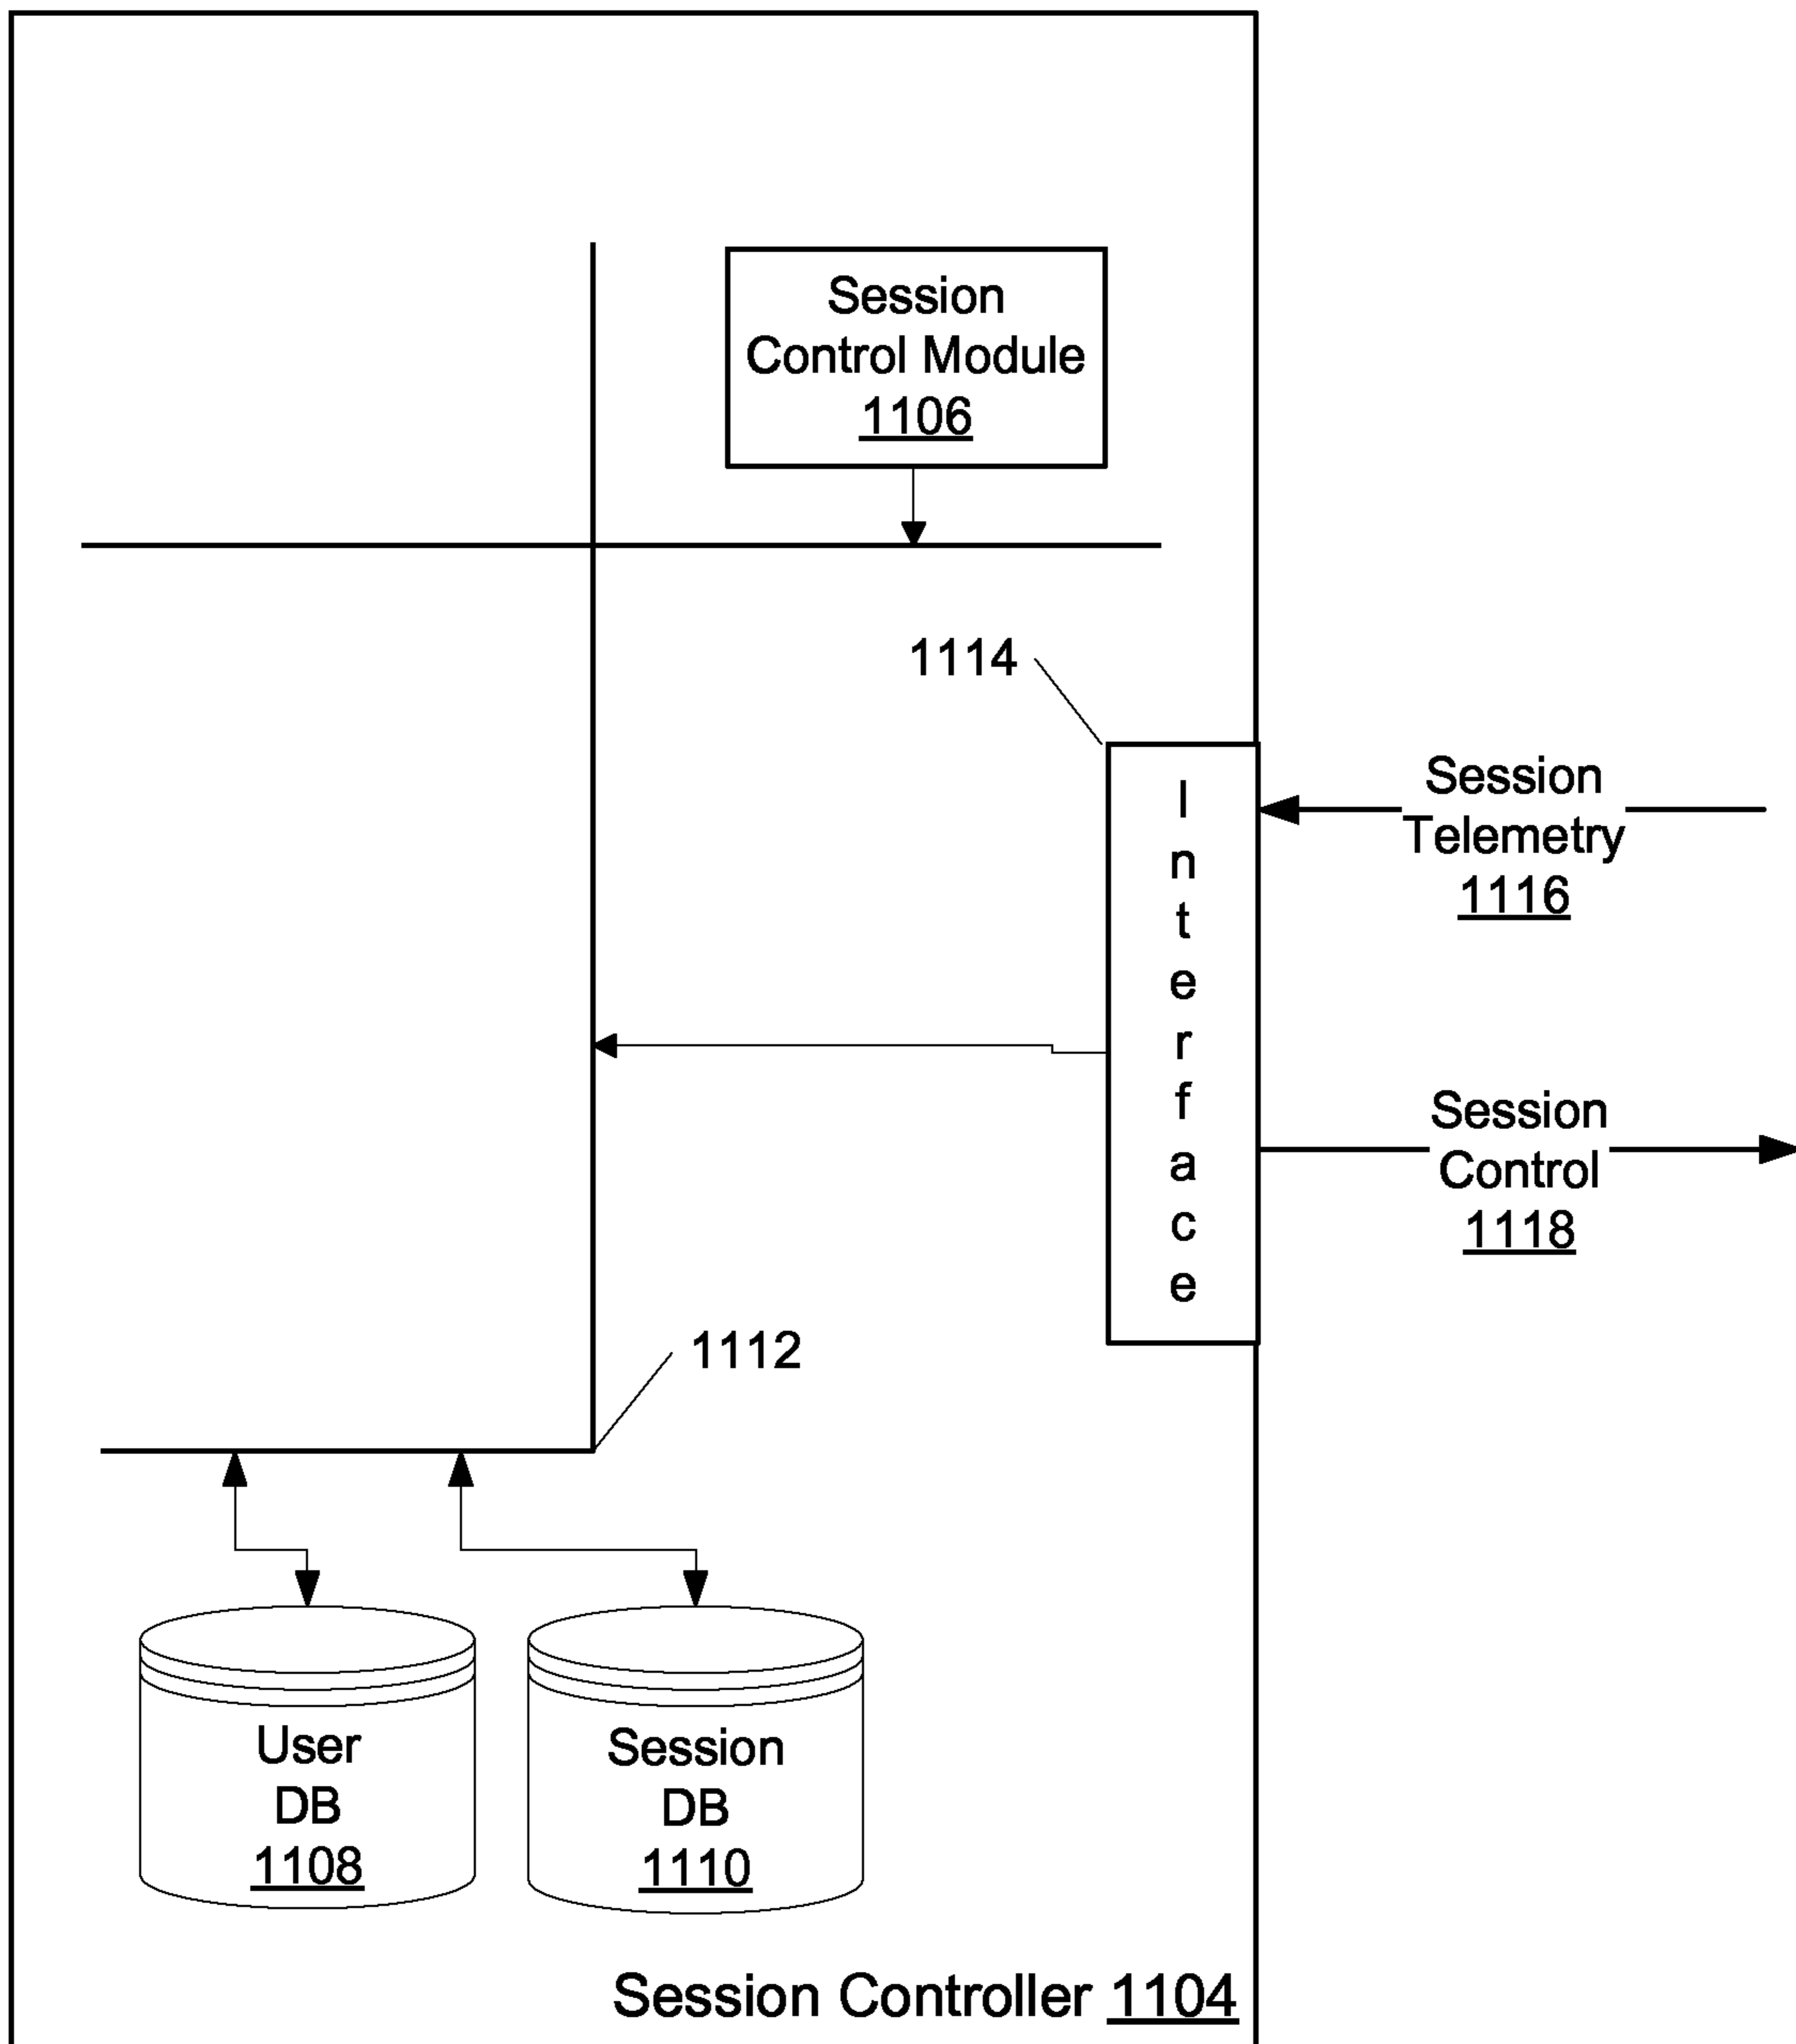 Session
Control Module
1106
1114
Interface
Session
Telemetry
1116
Session
Control
1118
1112
User
DB
1108
Session
DB
1110
Session Controller 1104